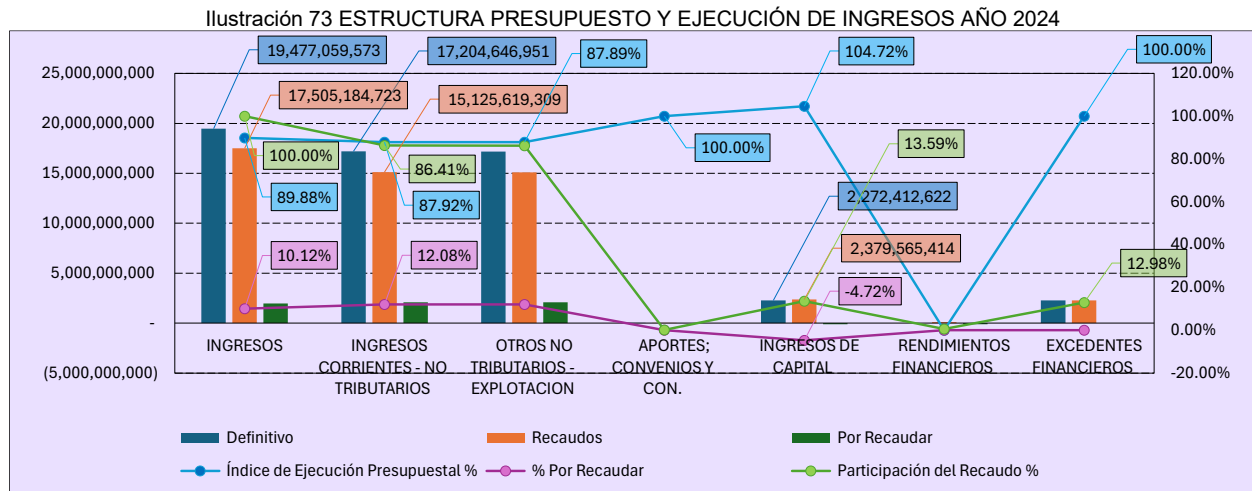 Ilustración 73 ESTRUCTURA PRESUPUESTO Y EJECUCIÓN DE INGRESOS AÑO 2024
19,477,059,573
17,204,646,951
87.89%
104.72%
100.00%
25,000,000,000
20,000,000,000
15,000,000,000
10,000,000,000
5,000,000,000
-
(5,000,000,000)
120.00%
100.00%
80.00%
60.00%
40.00%
20.00%
0.00%
-20.00%
17,505,184,723
15,125,619,309
100.00%
86.41%
100.00%
13.59%
89.88%
87.92%
2,272,412,622
10.12%
12.08%
2,379,565,414
-4.72%
12.98%
INGRESOS
INGRESOS
CORRIENTES - NO
TRIBUTARIOS
OTROS NO
TRIBUTARIOS -
EXPLOTACION
APORTES;
CONVENIOS Y
CON.
INGRESOS DE
CAPITAL
RENDIMIENTOS
FINANCIEROS
EXCEDENTES
FINANCIEROS
Definitivo
Recaudos
Por Recaudar
Índice de Ejecución Presupuestal %
% Por Recaudar
Participación del Recaudo %